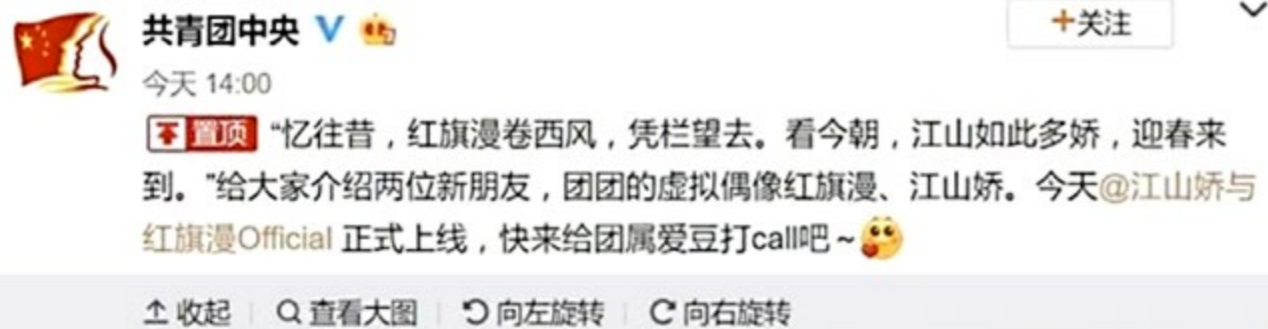 共青团中央
+关注
今天 14:00
置顶 “忆往昔，红旗漫卷西风，凭栏望去。看今朝，江山如此多娇，迎春来
到。”给大家介绍两位新朋友，团团的虚拟偶像红旗漫、江山娇。今天@江山娇与
红旗漫Official 正式上线，快来给团属爱豆打call吧～
收起 查看大图 向左旋转 向右旋转